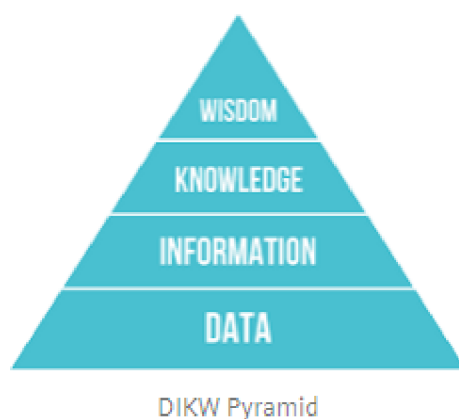 WISDOM
KNOWLEDGE
INFORMATION
DATA
DIKW Pyramid